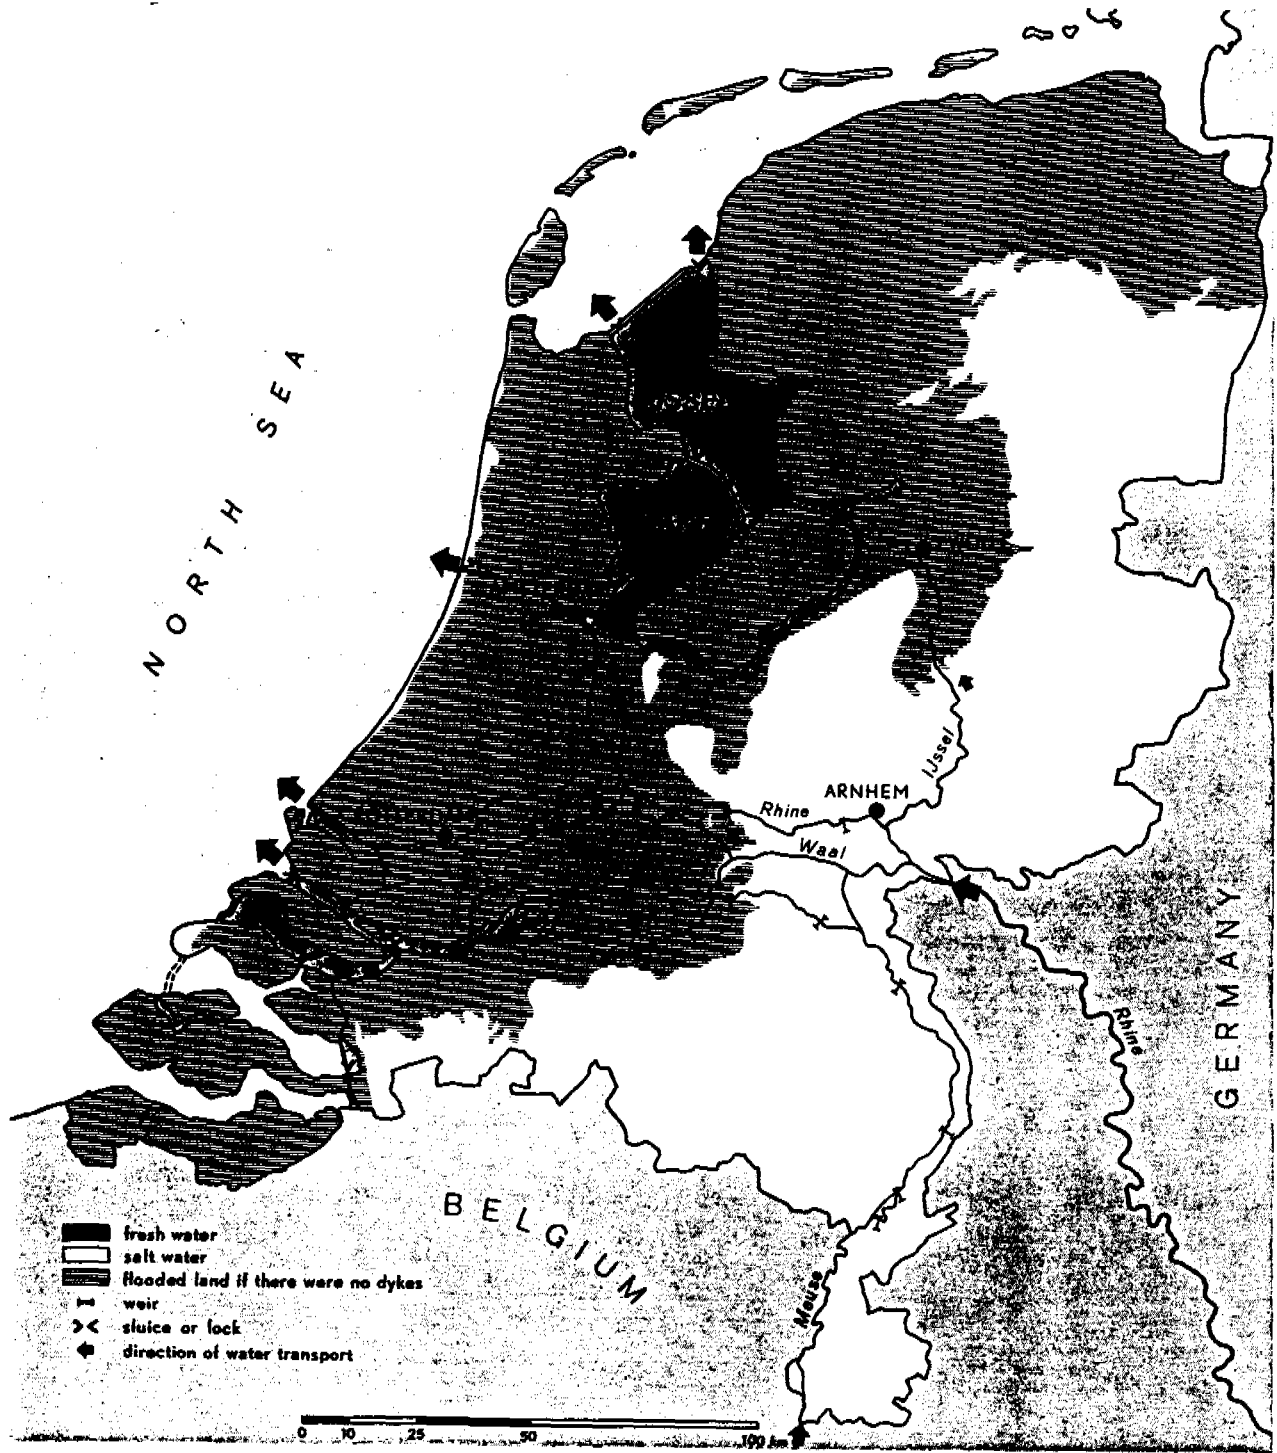 NORTH SEA
ARNHEM
IJssel
Rhine
Waal
Rhine
GERMANY
BELGIUM
Meuse
fresh water
salt water
flooded land if there were no dykes
weir
sluice or lock
direction of water transport
0 10 25 50 100 km